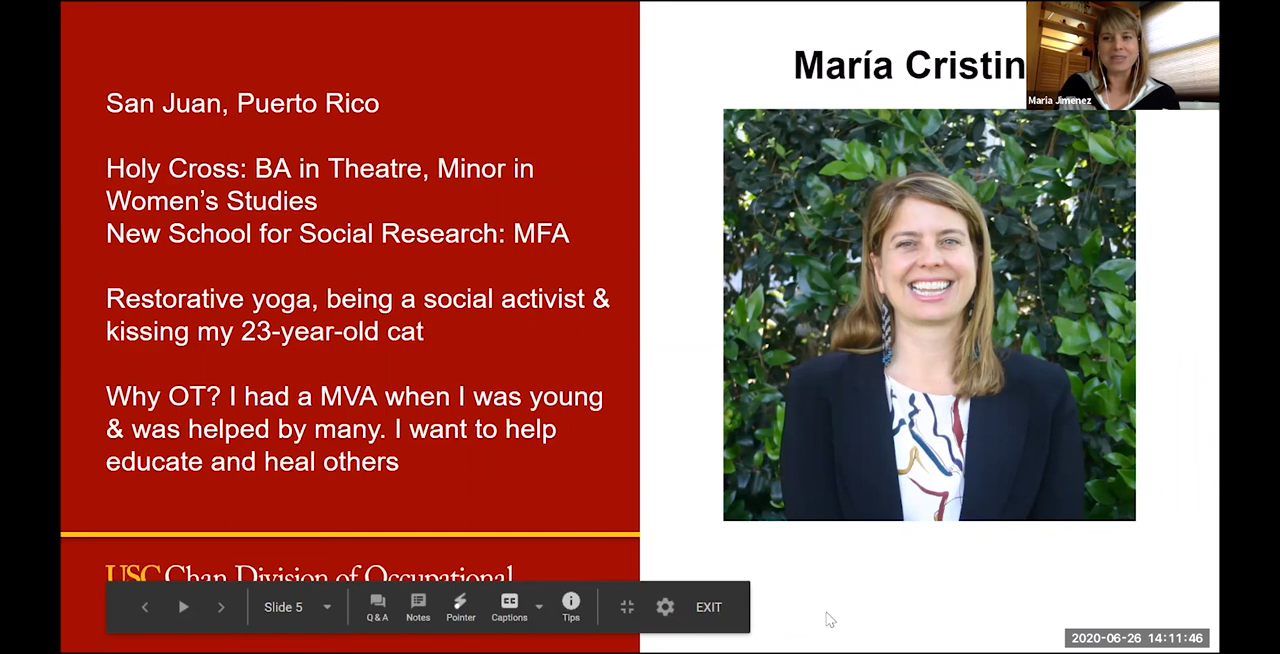 San Juan, Puerto Rico
Holy Cross: BA in Theatre, Minor in
Women’s Studies
New School for Social Research: MFA
Restorative yoga, being a social activist &
kissing my 23-year-old cat
Why OT? I had a MVA when I was young
& was helped by many. I want to help
educate and heal others
USC Chan Division of Occupational
María Cristin
Maria Jimenez
Slide 5
Q & A
Notes
Pointer
CC
Captions
Tips
EXIT
2020-06-26 14:11:46